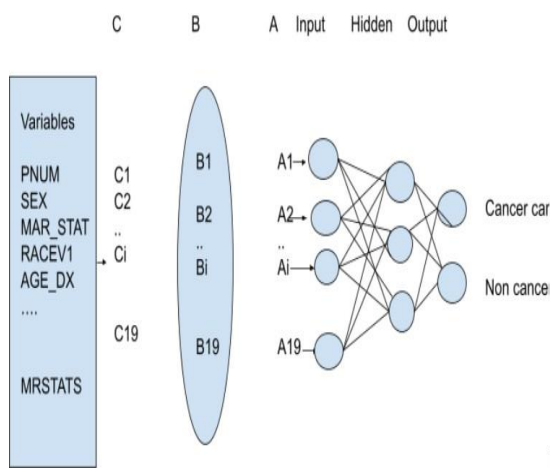 C B A Input Hidden Output
Variables
PNUM
SEX
MAR_STAT
RACEV1
AGE_DX
....
MRSTATS
C1
C2
..
Ci
C19
B1
B2
..
Bi
B19
A1
A2
..
Ai
A19
Cancer car
Non cancer